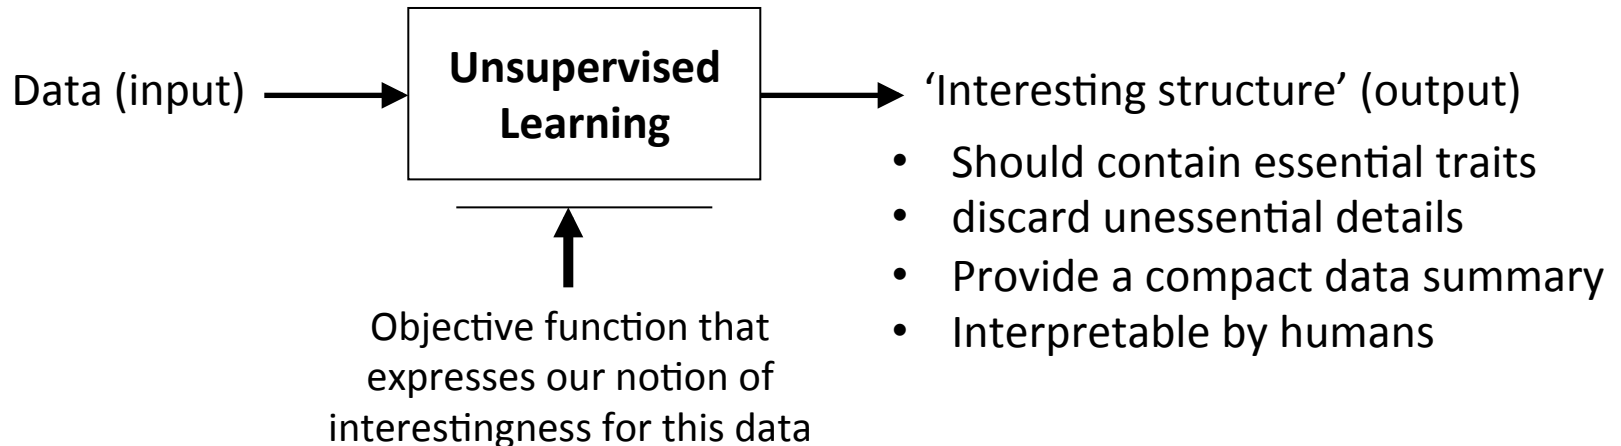 Data (input)
Unsupervised
Learning
‘Interesting structure’ (output)
• Should contain essential traits
• discard unessential details
• Provide a compact data summary
• Interpretable by humans
Objective function that
expresses our notion of
interestingness for this data